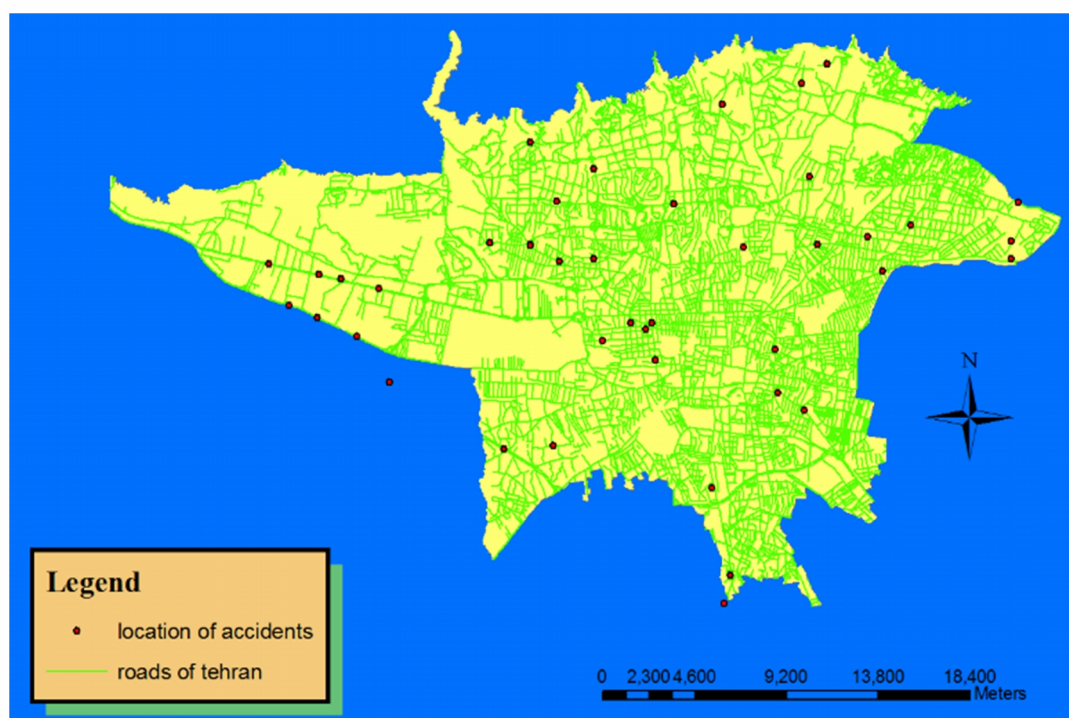 N
Legend
location of accidents
roads of tehran
0 2,300 4,600 9,200 13,800 18,400
Meters